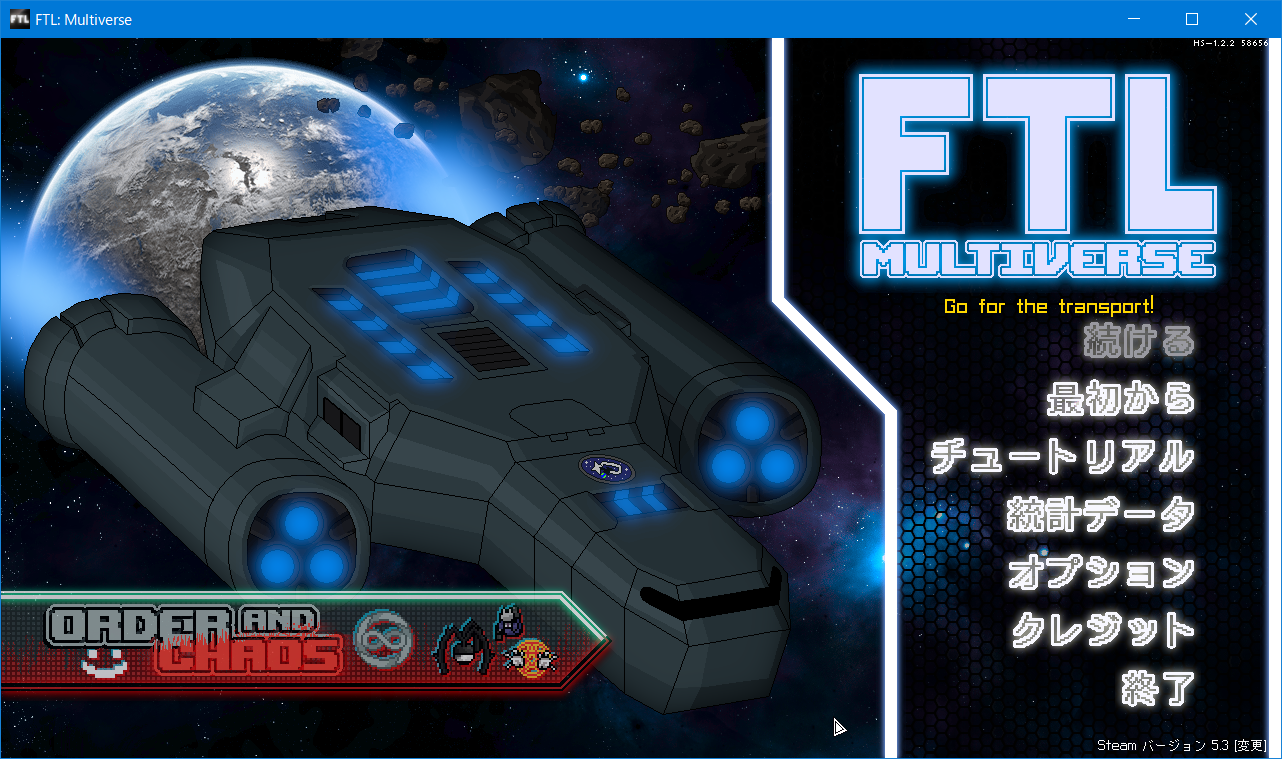 FTL: Multiverse
HS-1.2.2 58656
FTL
MULTIVERSE
Go for the transport!
続ける
最初から
チュートリアル
統計データ
オプション
クレジット
終了
ORDER AND
CHAOS
Steam バージョン 5.3 [変更]